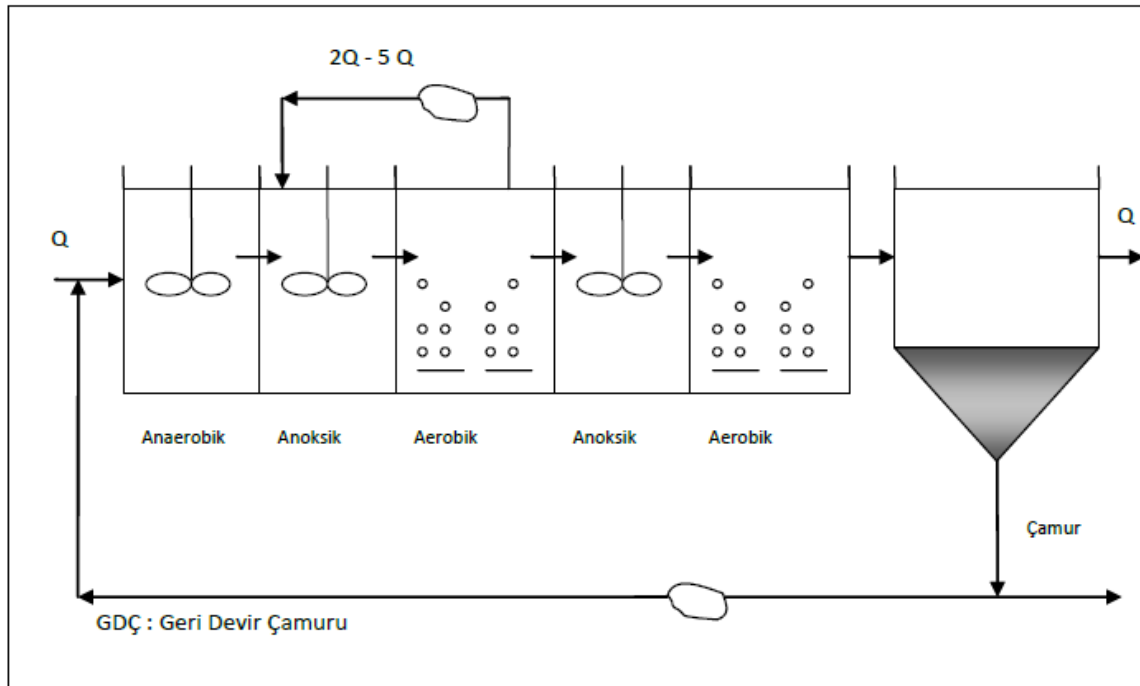 2Q - 5 Q
Q
Q
Anaerobik
Anoksik
Aerobik
Anoksik
Aerobik
Çamur
GDÇ : Geri Devir Çamuru